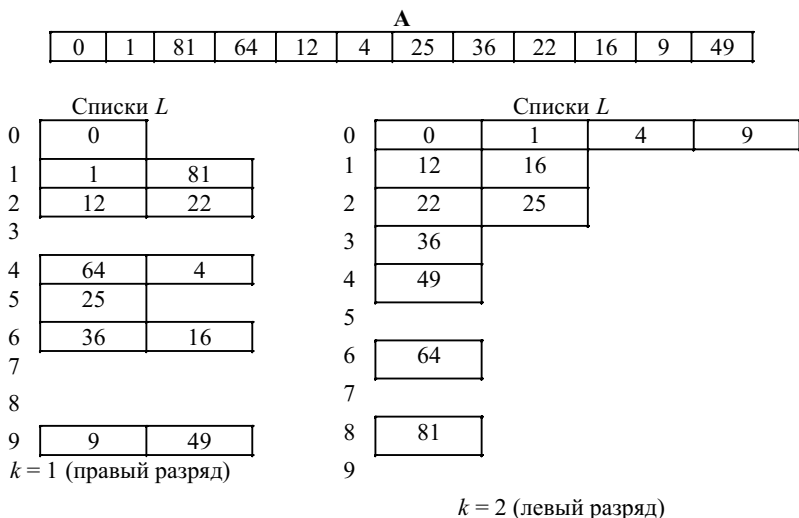 A
0 1 81 64 12 4 25 36 22 16 9 49
Списки L
0 0
1 1 81
2 12 22
3
4 64 4
5 25
6 36 16
7
8
9 9 49
k = 1 (правый разряд)
Списки L
0 0 1 4 9
1 12 16
2 22 25
3 36
4 49
5
6 64
7
8 81
9
k = 2 (левый разряд)